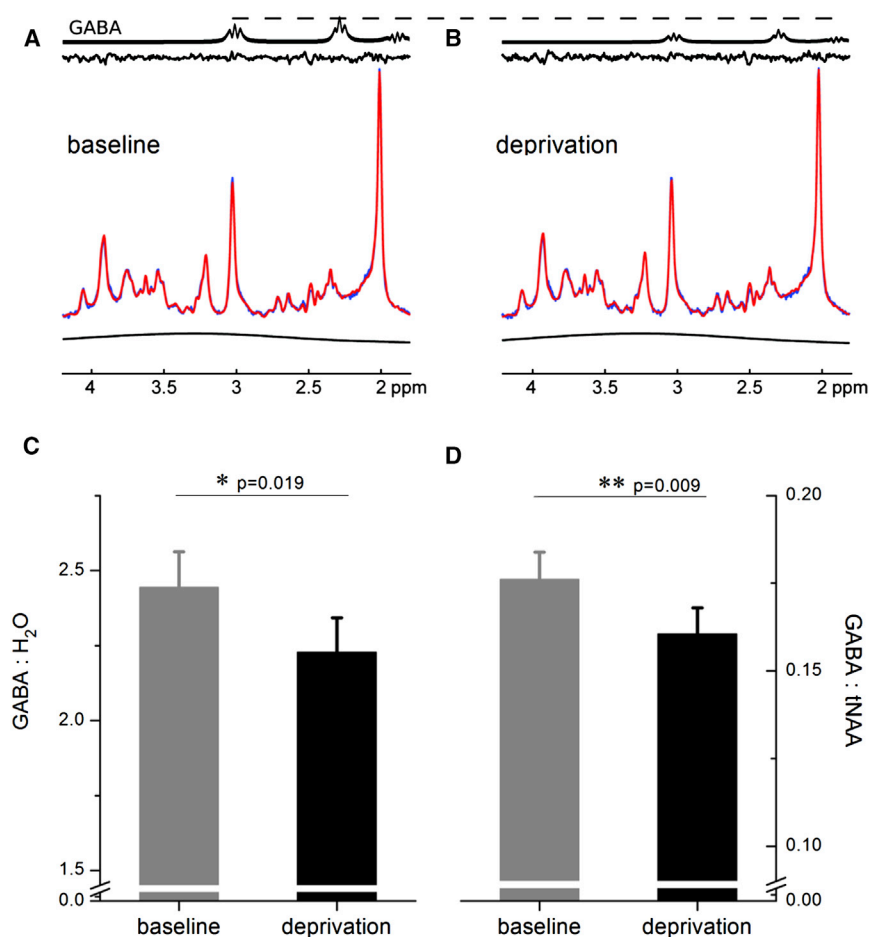 A
GABA
B
baseline
deprivation
4 3.5 3 2.5 2 ppm
4 3.5 3 2.5 2 ppm
C
* p=0.019
2.5
2.0
1.5
0.0
GABA : H₂O
baseline deprivation
D
** p=0.009
0.20
0.15
0.10
0.00
GABA : tNAA
baseline deprivation